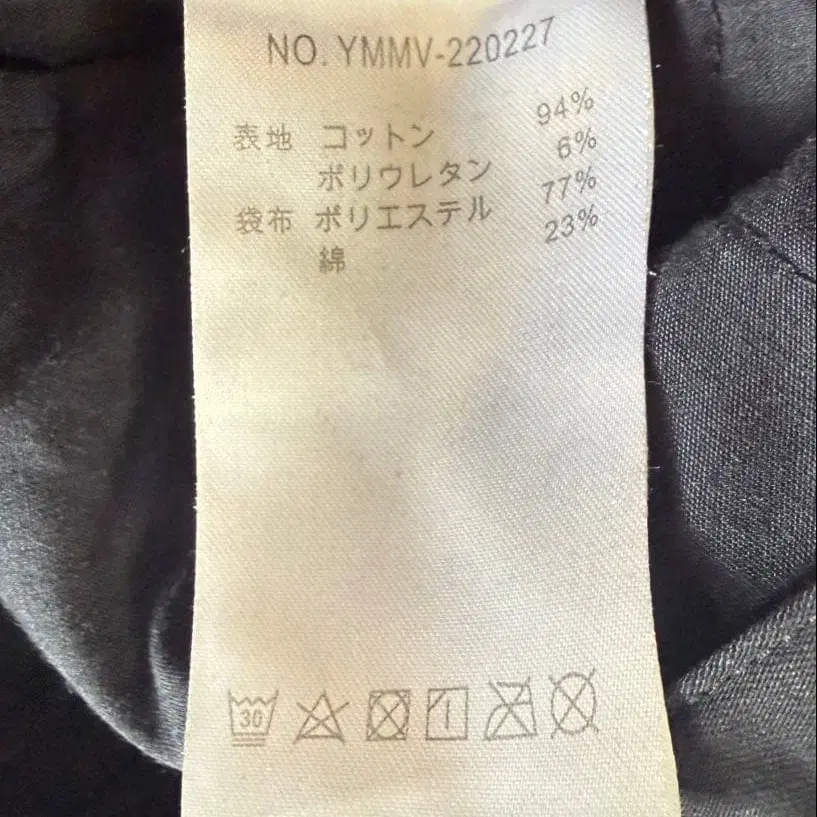 NO. YMMV-220227
表地 コットン 94%
ポリウレタン 6%
袋布 ポリエステル 77%
綿 23%
30